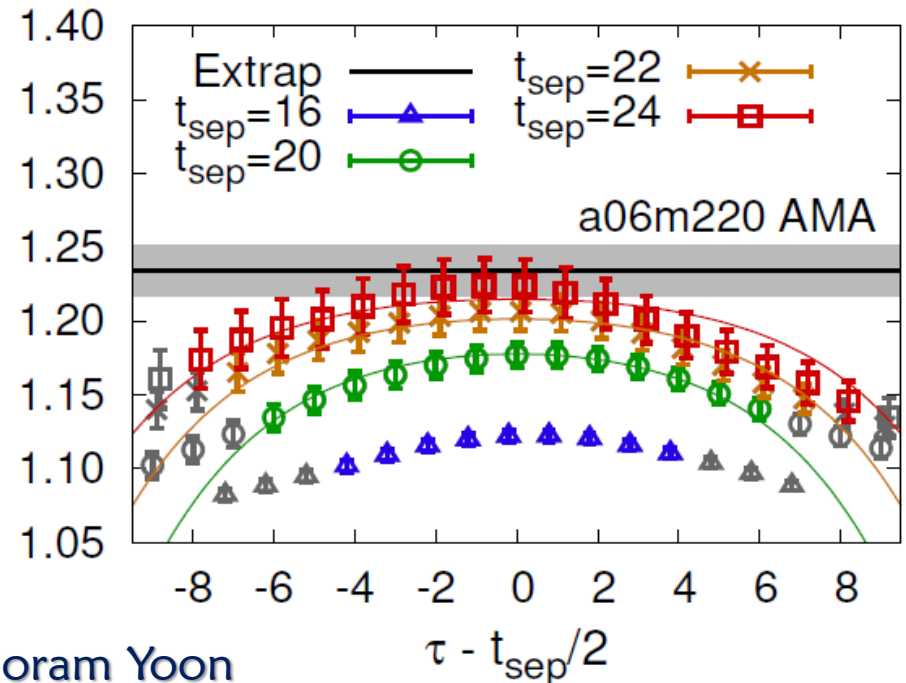 1.40
1.35
1.30
1.25
1.20
1.15
1.10
1.05
Extrap
t_sep=16
t_sep=20
t_sep=22
t_sep=24
a06m220 AMA
-8 -6 -4 -2 0 2 4 6 8
τ - t_sep/2
oram Yoon